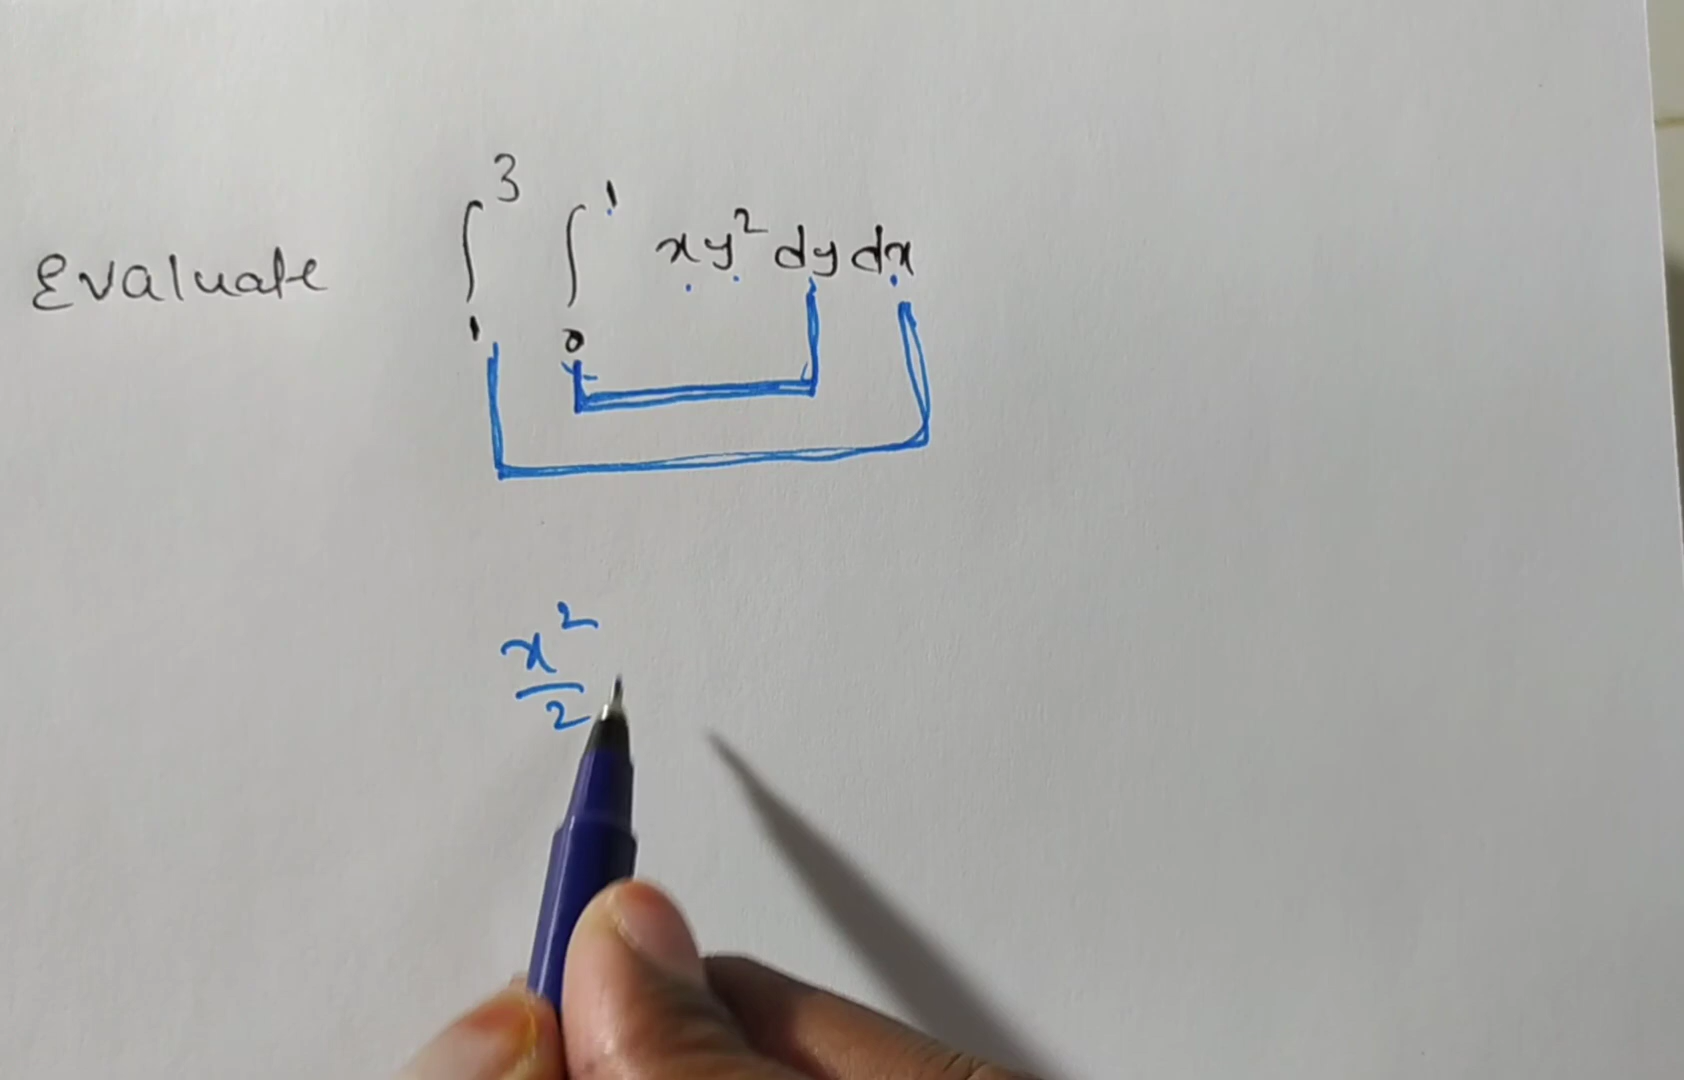 Evaluate ∫₁³ ∫₀¹ xy² dy dx
x²/2